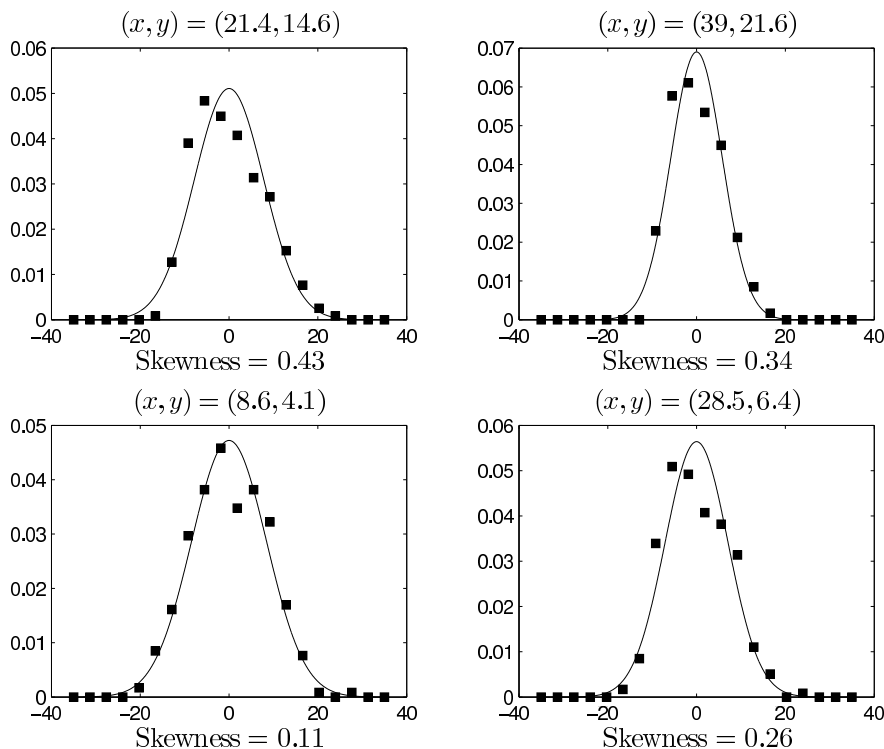 (x, y) = (21.4, 14.6)
0.06
0.05
0.04
0.03
0.02
0.01
0
−40 −20 0 20 40
Skewness = 0.43
(x, y) = (39, 21.6)
0.07
0.06
0.05
0.04
0.03
0.02
0.01
0
−40 −20 0 20 40
Skewness = 0.34
(x, y) = (8.6, 4.1)
0.05
0.04
0.03
0.02
0.01
0
−40 −20 0 20 40
Skewness = 0.11
(x, y) = (28.5, 6.4)
0.06
0.05
0.04
0.03
0.02
0.01
0
−40 −20 0 20 40
Skewness = 0.26